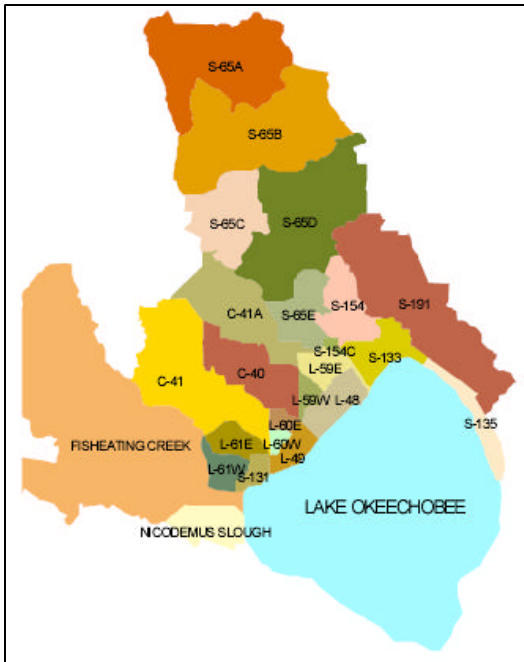 S-65A
S-65B
S-65C
S-65D
S-154
S-191
C-41A
S-65E
S-154C
S-133
L-59E
C-41
C-40
L-59W
L-48
S-135
L-60E
FISHEATING CREEK
L-61E
L-60W
L-49
L-61W
S-131
LAKE OKEECHOBEE
NICODEMUS SLOUGH